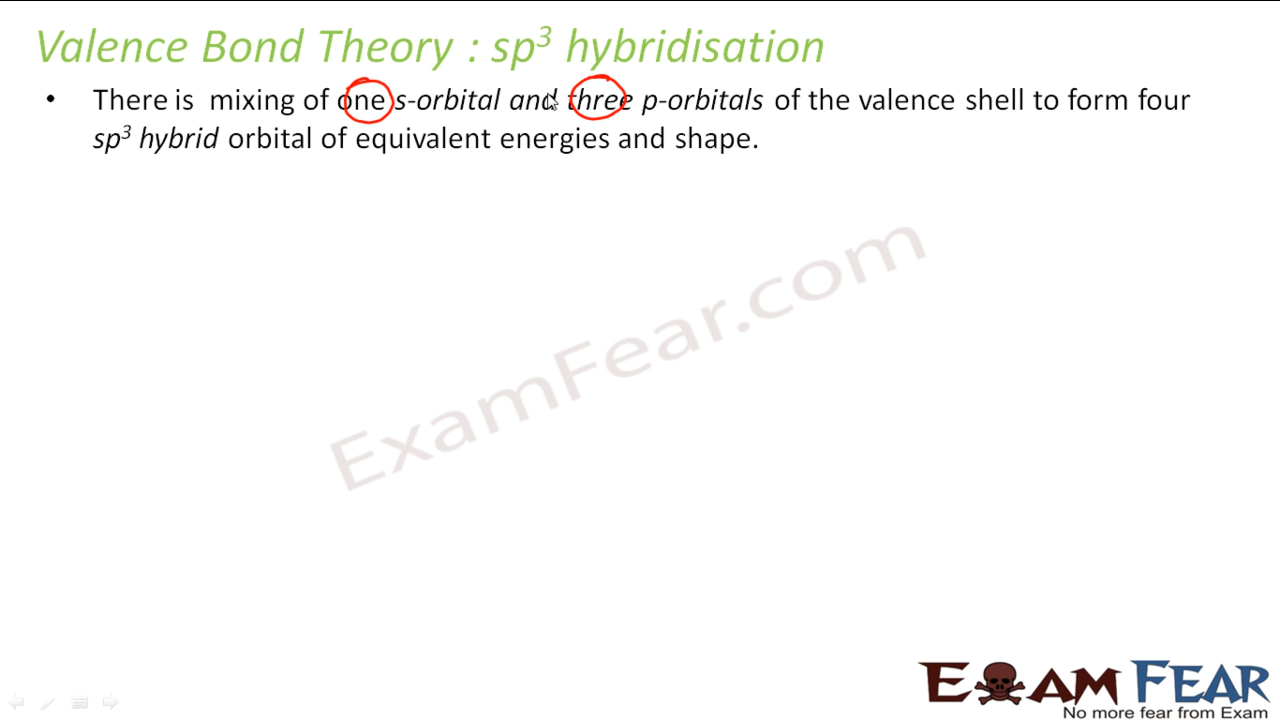 Valence Bond Theory : sp³ hybridisation
• There is mixing of one s-orbital and three p-orbitals of the valence shell to form four
sp³ hybrid orbital of equivalent energies and shape.
ExamFear.com
EXAM FEAR
No more fear from Exam